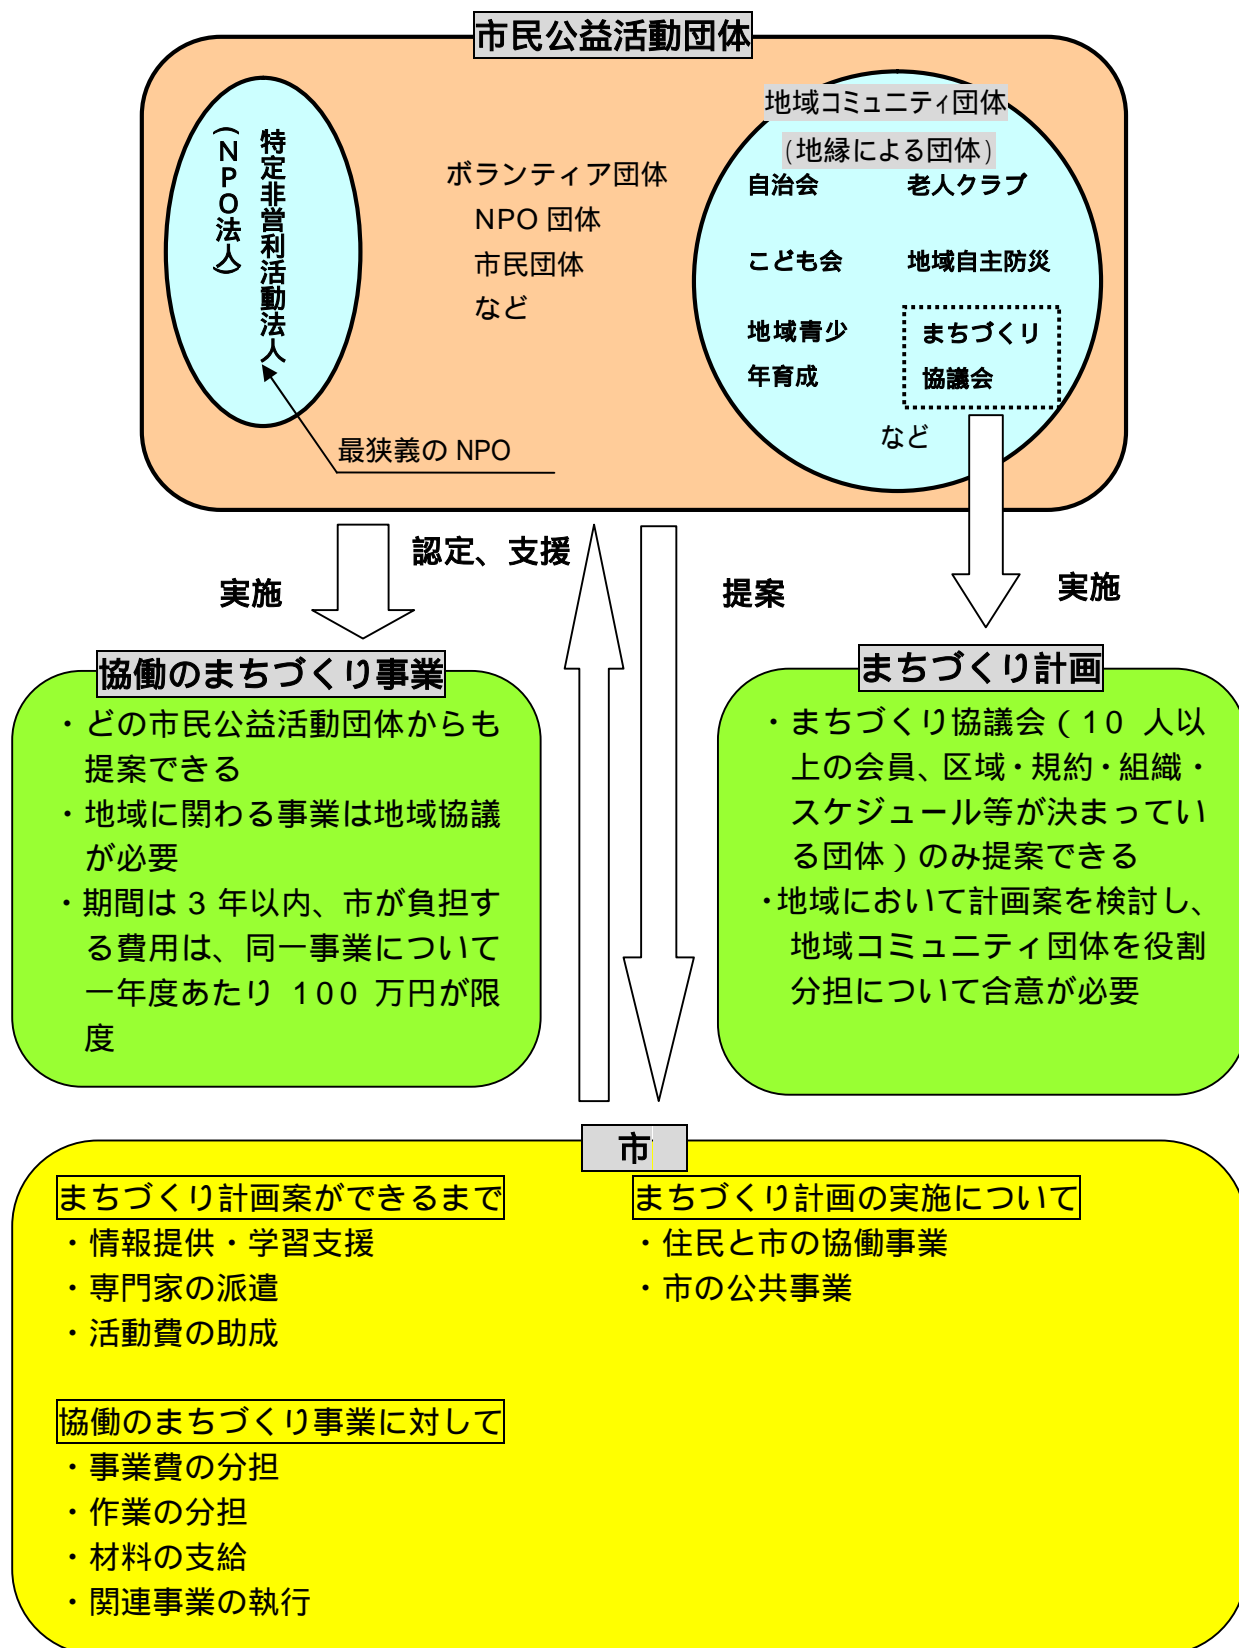 市民公益活動団体
特定非営利活動法人
(NPO法人)
最狭義の NPO
ボランティア団体
NPO 団体
市民団体
など
地域コミュニティ団体
(地縁による団体)
自治会 老人クラブ
こども会 地域自主防災
地域青少
年育成
まちづくり
協議会
など
実施
認定、支援
提案
実施
協働のまちづくり事業
・どの市民公益活動団体からも
提案できる
・地域に関わる事業は地域協議
が必要
・期間は 3 年以内、市が負担す
る費用は、同一事業について
一年度あたり 100 万円が限
度
まちづくり計画
・まちづくり協議会(10 人以
上の会員、区域・規約・組織・
スケジュール等が決まってい
る団体)のみ提案できる
・地域において計画案を検討し、
地域コミュニティ団体を役割
分担について合意が必要
市
まちづくり計画案ができるまで
・情報提供・学習支援
・専門家の派遣
・活動費の助成
協働のまちづくり事業に対して
・事業費の分担
・作業の分担
・材料の支給
・関連事業の執行
まちづくり計画の実施について
・住民と市の協働事業
・市の公共事業